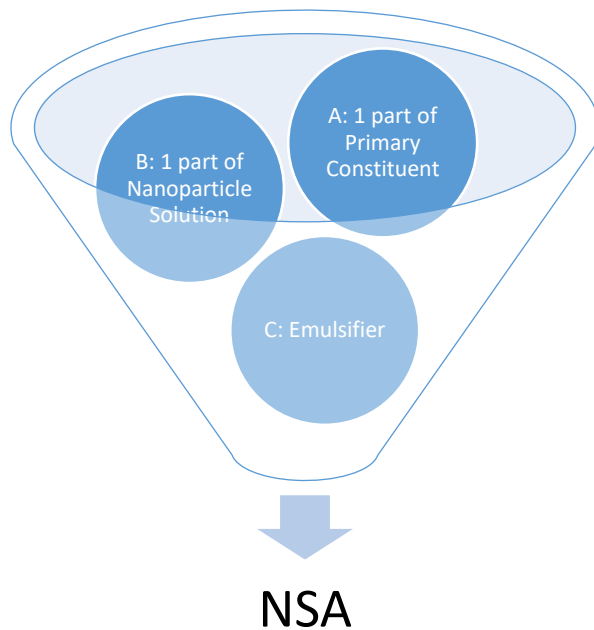 A: 1 part of
Primary
Constituent
B: 1 part of
Nanoparticle
Solution
C: Emulsifier
NSA